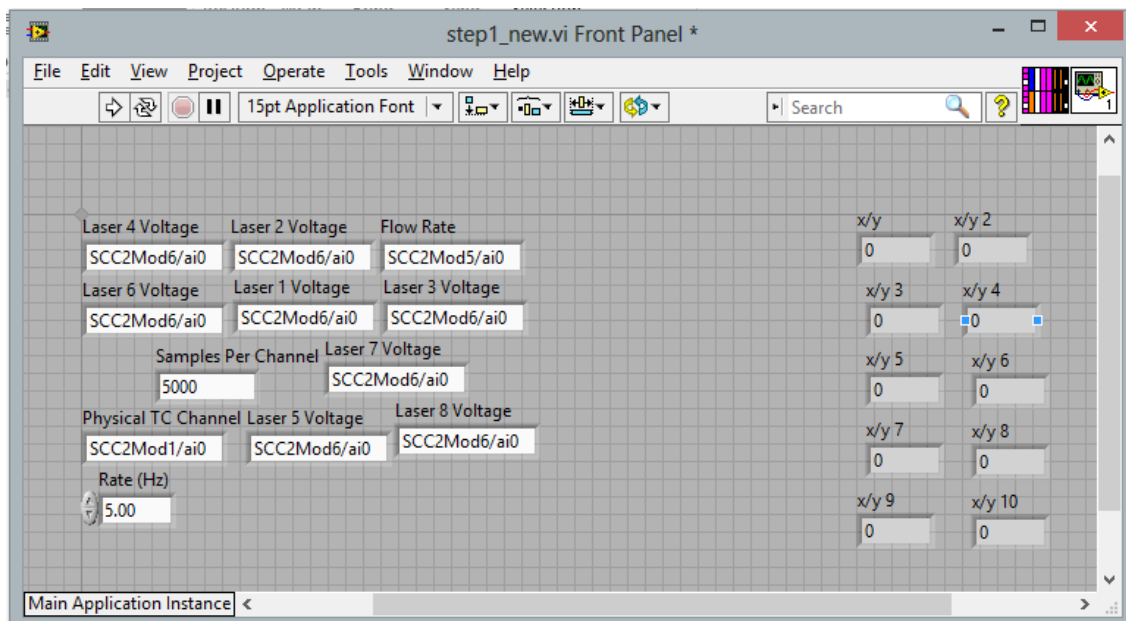 step1_new.vi Front Panel *
File Edit View Project Operate Tools Window Help
15pt Application Font
Search
?
1
Laser 4 Voltage Laser 2 Voltage Flow Rate
SCC2Mod6/ai0 SCC2Mod6/ai0 SCC2Mod5/ai0
Laser 6 Voltage Laser 1 Voltage Laser 3 Voltage
SCC2Mod6/ai0 SCC2Mod6/ai0 SCC2Mod6/ai0
Samples Per Channel Laser 7 Voltage
5000 SCC2Mod6/ai0
Physical TC Channel Laser 5 Voltage Laser 8 Voltage
SCC2Mod1/ai0 SCC2Mod6/ai0 SCC2Mod6/ai0
Rate (Hz)
5.00
x/y x/y 2
0 0
x/y 3 x/y 4
0 0
x/y 5 x/y 6
0 0
x/y 7 x/y 8
0 0
x/y 9 x/y 10
0 0
Main Application Instance